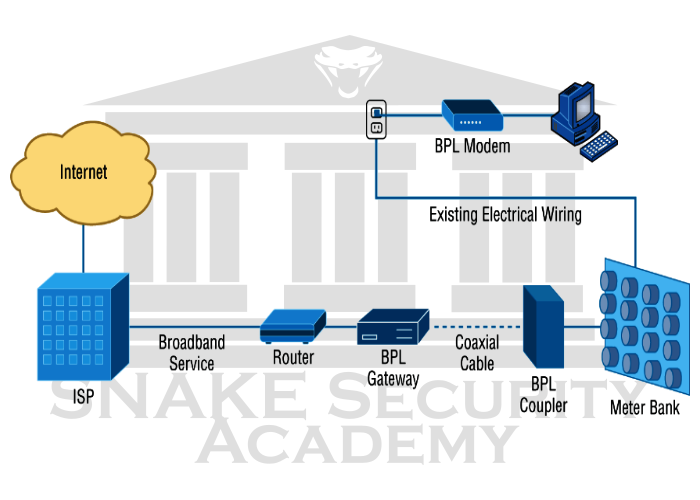 BPL Modem
Internet
Existing Electrical Wiring
Broadband
Service
Router
BPL
Gateway
Coaxial
Cable
ISP
BPL
Coupler
Meter Bank
SNAKE SECURITY
ACADEMY